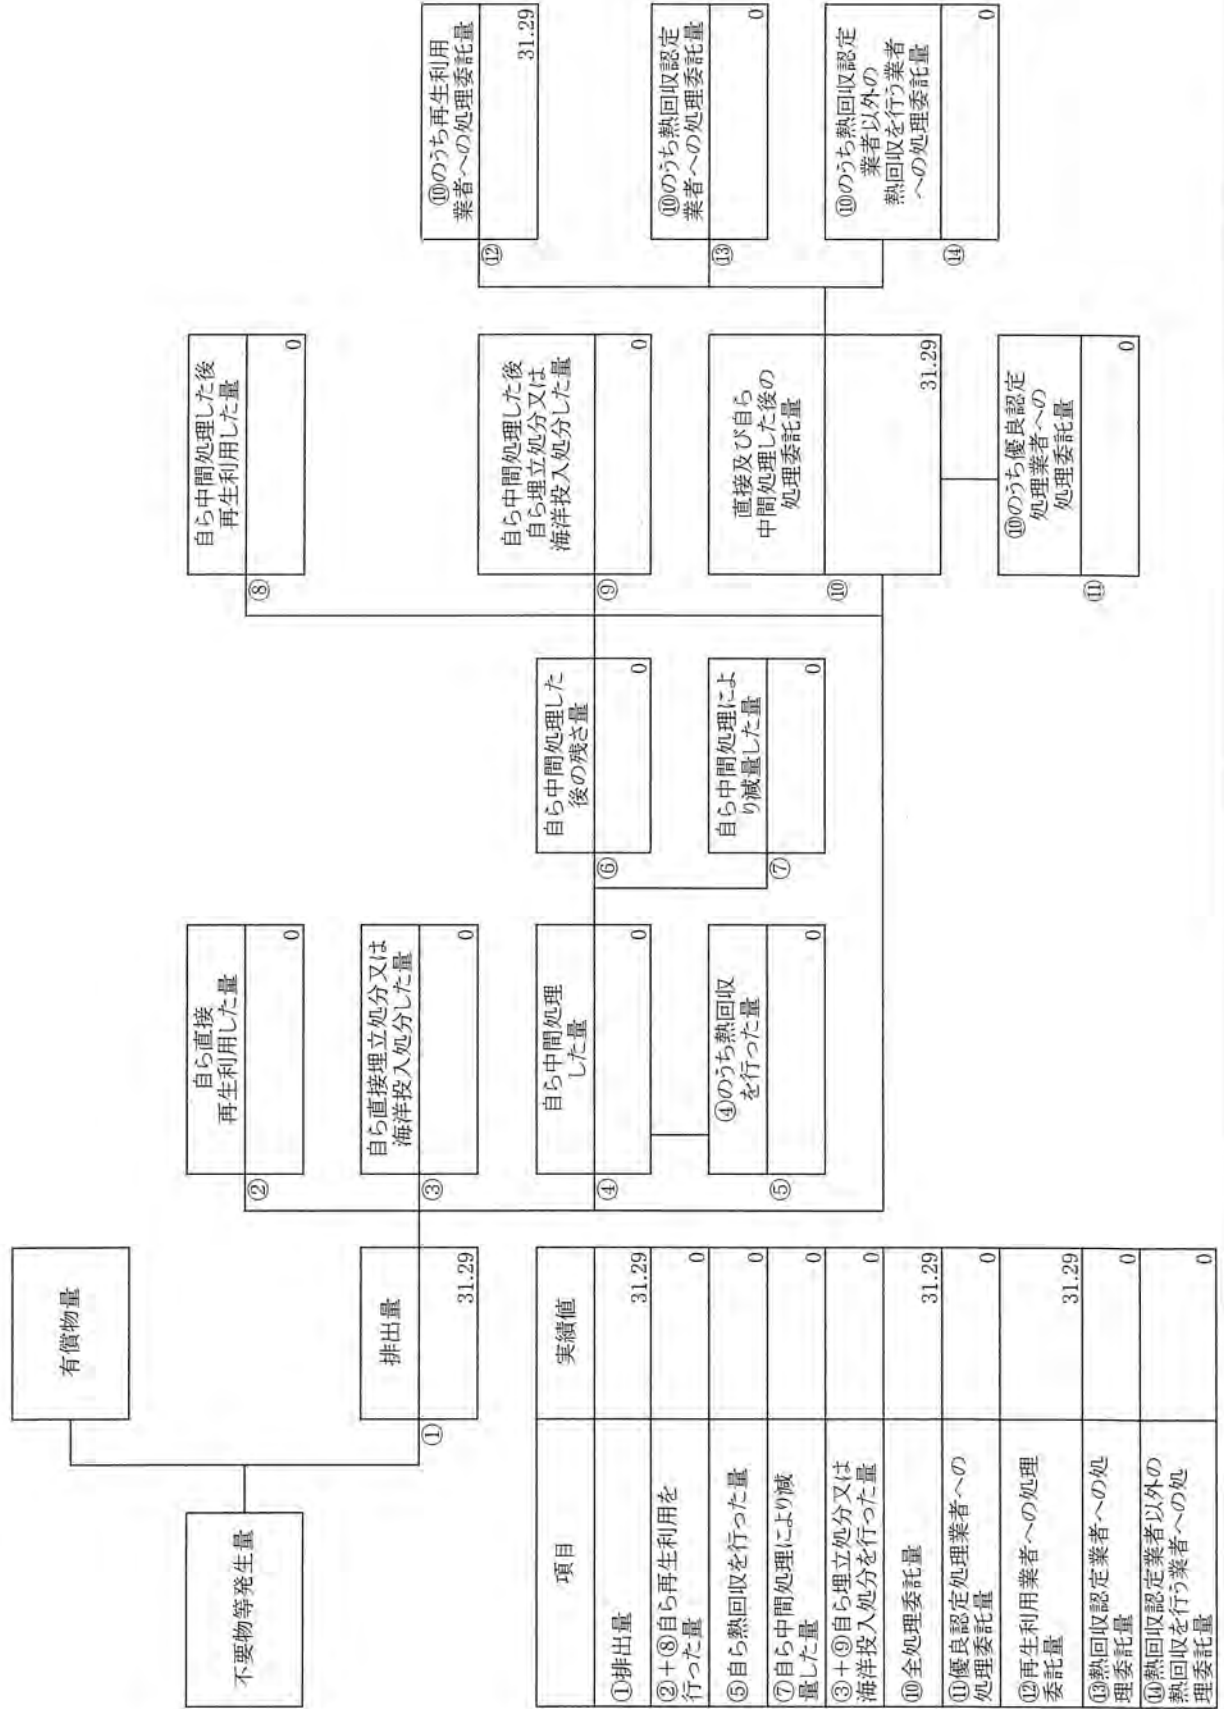 不要物等発生量
有償物量
①
排出量
31.29
②
自ら直接
再生利用した量
0
③
自ら直接埋立処分又は
海洋投入処分した量
0
④
自ら中間処理
した量
0
⑤
④のうち熱回収
を行った量
0
⑥
自ら中間処理した
後の残さ量
0
⑦
自ら中間処理によ
り減量した量
0
⑧
自ら中間処理した後
再生利用した量
0
⑨
自ら中間処理した後
自ら埋立処分又は
海洋投入処分した量
0
⑩
直接及び自ら
中間処理した後の
処理委託量
31.29
⑪
⑩のうち優良認定
処理業者への
処理委託量
0
⑫
⑩のうち再生利用
業者への処理委託量
31.29
⑬
⑩のうち熱回収認定
業者への処理委託量
0
⑭
⑩のうち熱回収認定
業者以外の
熱回収を行う業者
への処理委託量
0
項目
実績値
①排出量
31.29
②+⑧自ら再生利用を
行った量
0
⑤自ら熱回収を行った量
0
⑦自ら中間処理により減
量した量
0
③+⑨自ら埋立処分又は
海洋投入処分を行った量
0
⑩全処理委託量
31.29
⑪優良認定処理業者への
処理委託量
0
⑫再生利用業者への処理
委託量
31.29
⑬熱回収認定業者への処
理委託量
0
⑭熱回収認定業者以外の
熱回収を行う業者への処
理委託量
0